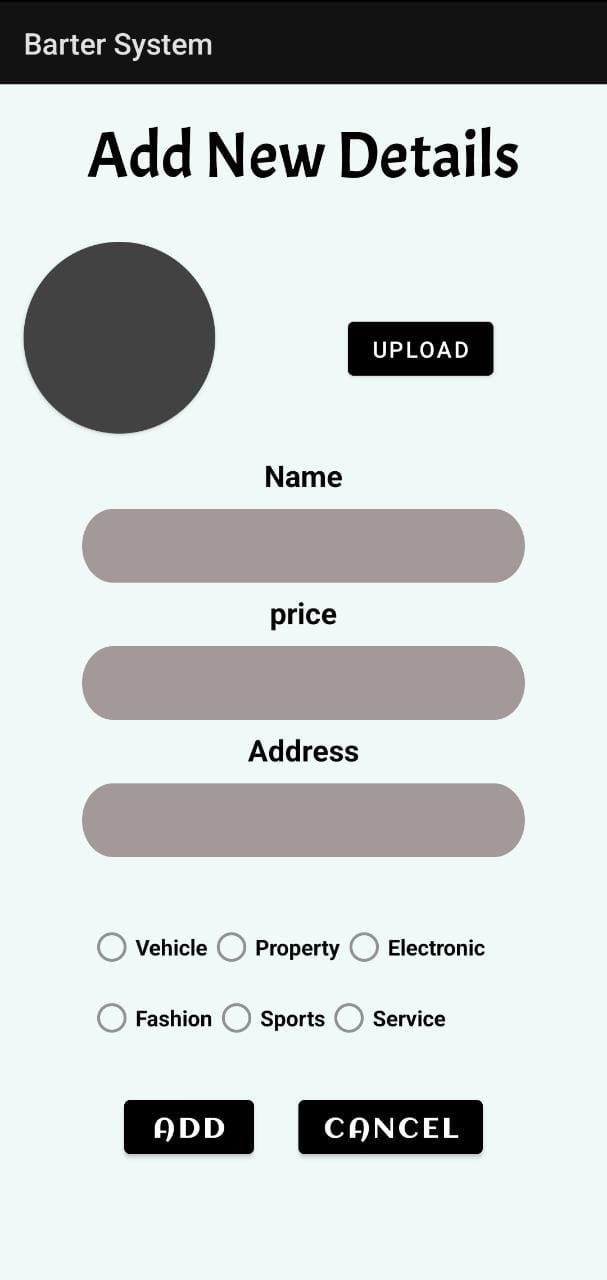 Barter System
Add New Details
UPLOAD
Name
price
Address
Vehicle Property Electronic
Fashion Sports Service
ADD CANCEL